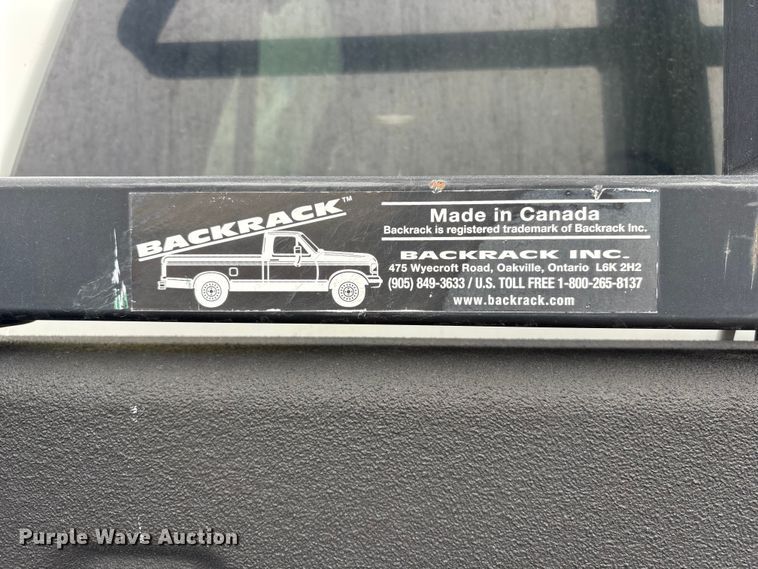 BACKRACK™
Made in Canada
Backrack is registered trademark of Backrack Inc.
BACKRACK INC.
475 Wyecroft Road, Oakville, Ontario L6K 2H2
(905) 849-3633 / U.S. TOLL FREE 1-800-265-8137
www.backrack.com
Purple Wave Auction